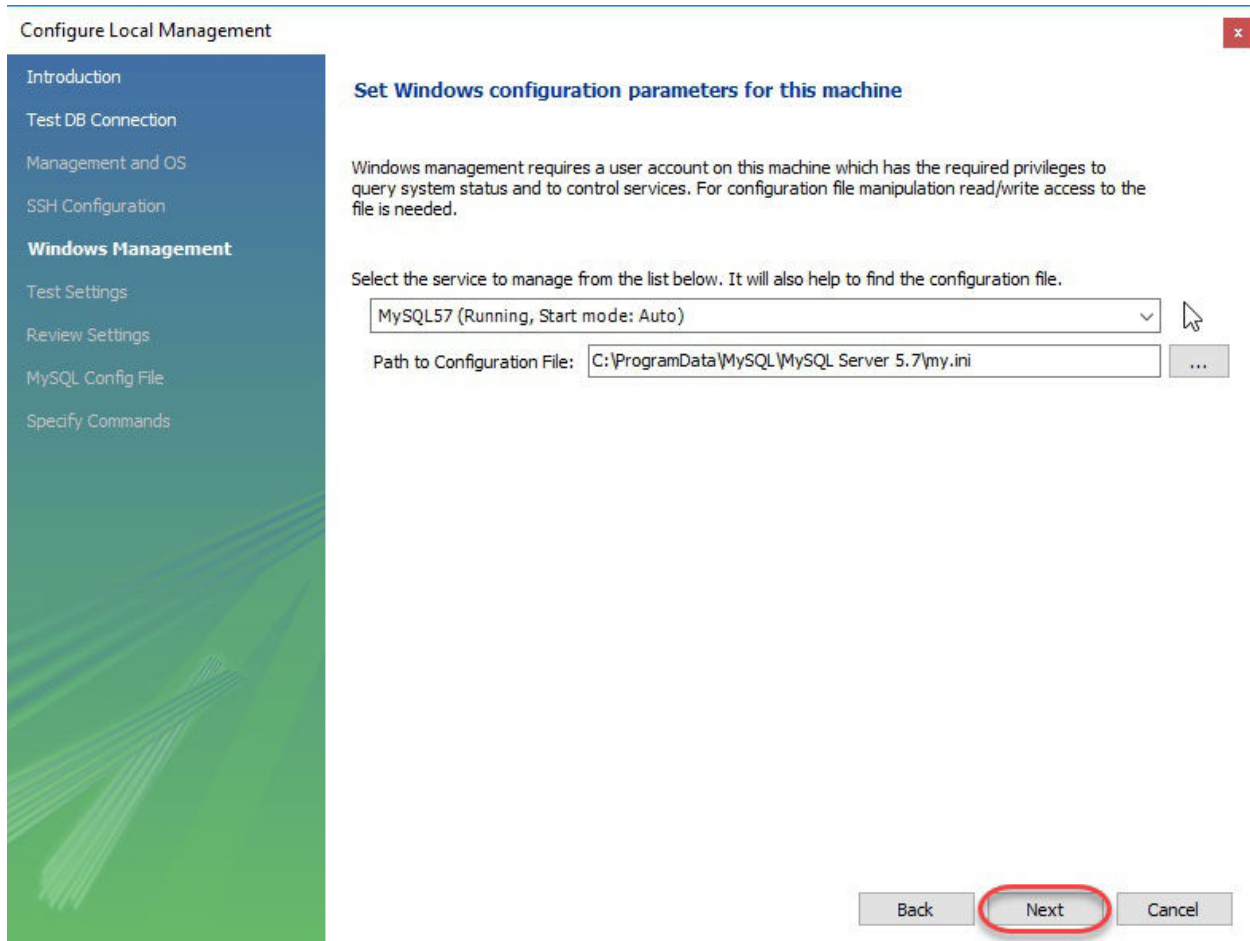 Configure Local Management
x
Introduction
Test DB Connection
Management and OS
SSH Configuration
Windows Management
Test Settings
Review Settings
MySQL Config File
Specify Commands
Set Windows configuration parameters for this machine
Windows management requires a user account on this machine which has the required privileges to
query system status and to control services. For configuration file manipulation read/write access to the
file is needed.
Select the service to manage from the list below. It will also help to find the configuration file.
MySQL57 (Running, Start mode: Auto)
Path to Configuration File: C:\ProgramData\MySQL\MySQL Server 5.7\my.ini ...
Back Next Cancel